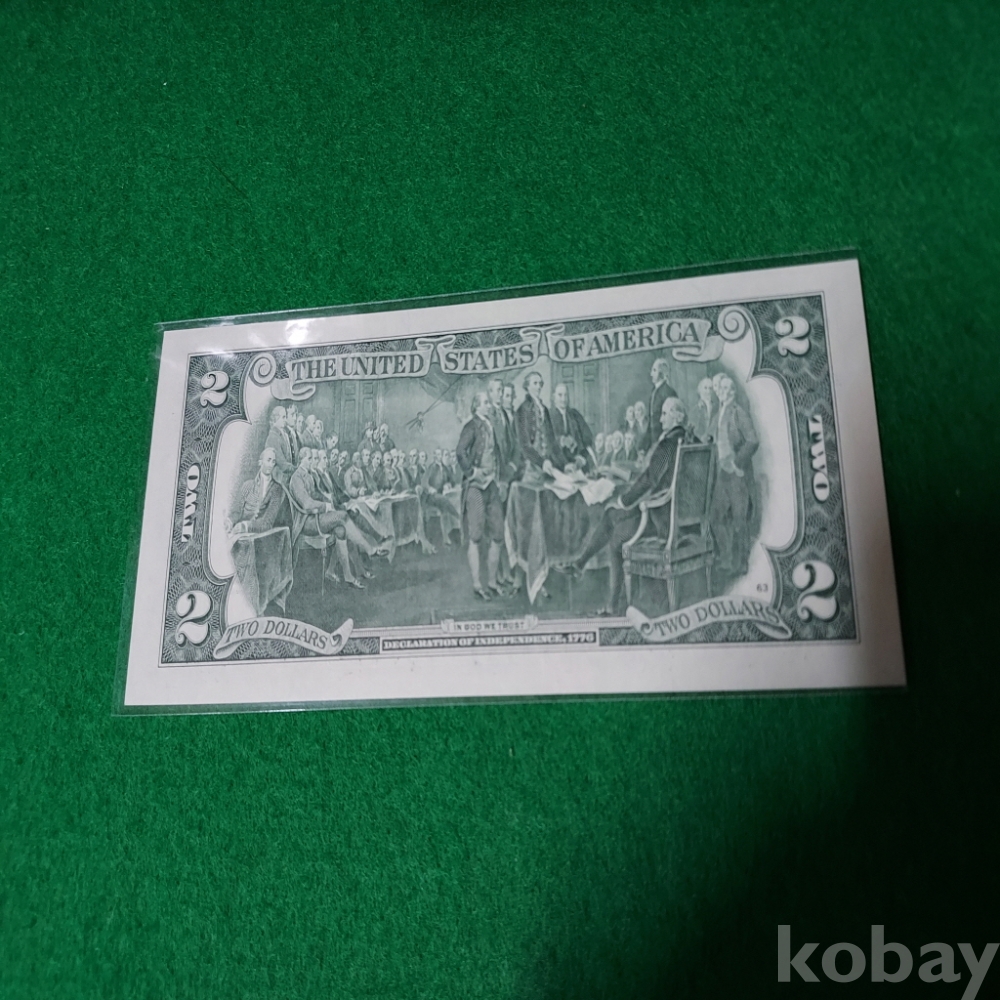 THE UNITED STATES OF AMERICA
2
2
TWO
TWO
63
2
TWO DOLLARS
IN GOD WE TRUST
TWO DOLLARS
2
DECLARATION OF INDEPENDENCE, 1776
kobay